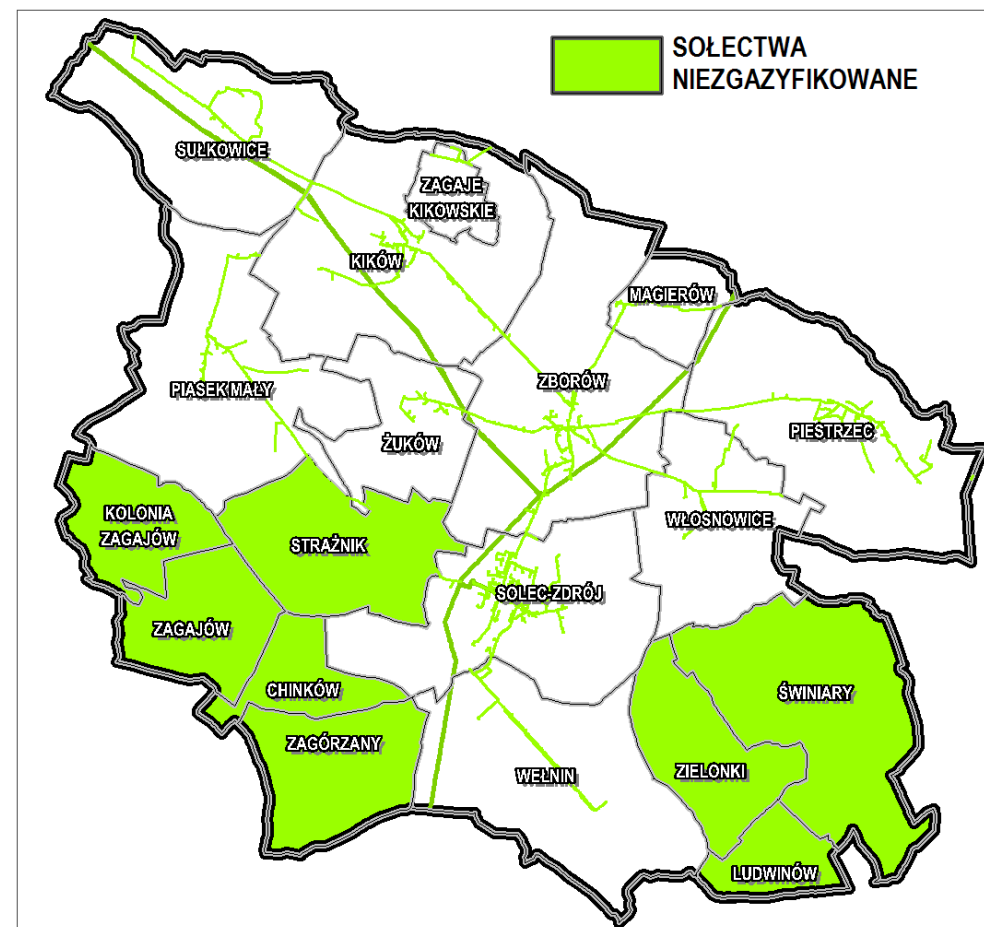 SOŁECTWA
NIEZGAZYFIKOWANE
SUŁKOWICE
ZAGAJE
KIKOWSKIE
KIKÓW
MAGIERÓW
ZBORÓW
PIASEK MAŁY
ŻUKÓW
PIESTRZEC
KOLONIA
ZAGAJÓW
STRAŻNIK
WŁOSNOWICE
SOLEC-ZDRÓJ
ZAGAJÓW
CHINKÓW
ŚWINIARY
ZAGÓRZANY
WEŁNIN
ZIELONKI
LUDWINÓW